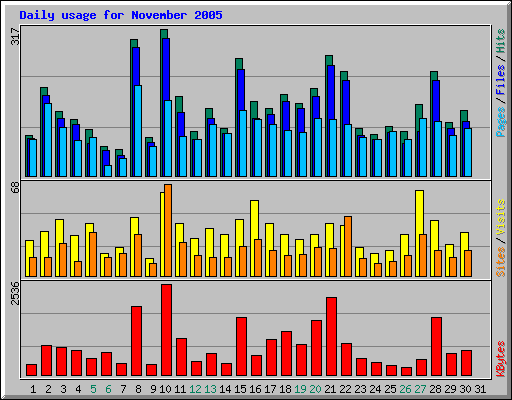 Daily usage for November 2005
317
Pages / Files / Hits
68
Sites / Visits
2536
KBytes
1 2 3 4 5 6 7 8 9 10 11 12 13 14 15 16 17 18 19 20 21 22 23 24 25 26 27 28 29 30 31